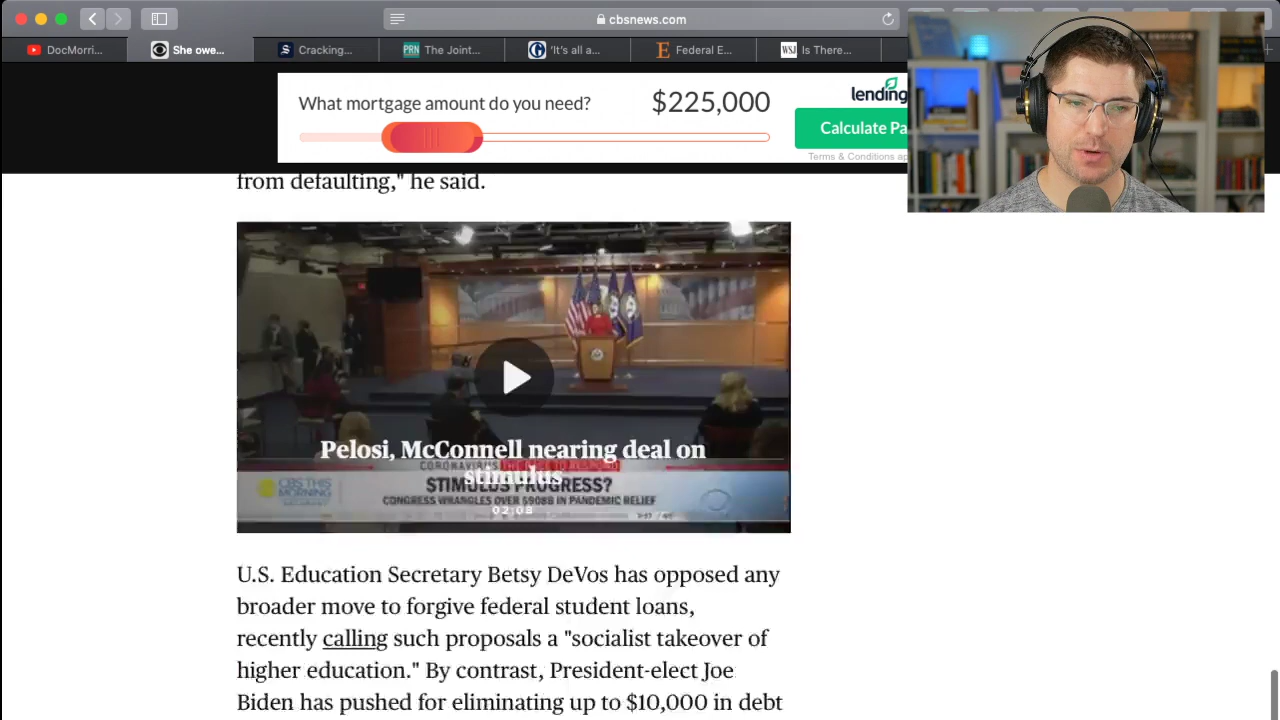 cbsnews.com
DocMorri...
She owe...
Cracking...
PRN
The Joint...
'It's all a...
E
Federal E...
WSJ
Is There...
What mortgage amount do you need?
$225,000
lending
Calculate Pa
Terms & Conditions ap
from defaulting," he said.
Pelosi, McConnell nearing deal on
stimulus
CORONAVIRUS
CBS THIS
MORNING
STIMULUS PROGRESS?
CONGRESS WRANGLES OVER $908B IN PANDEMIC RELIEF
02:08
U.S. Education Secretary Betsy DeVos has opposed any
broader move to forgive federal student loans,
recently calling such proposals a "socialist takeover of
higher education." By contrast, President-elect Joe
Biden has pushed for eliminating up to $10,000 in debt